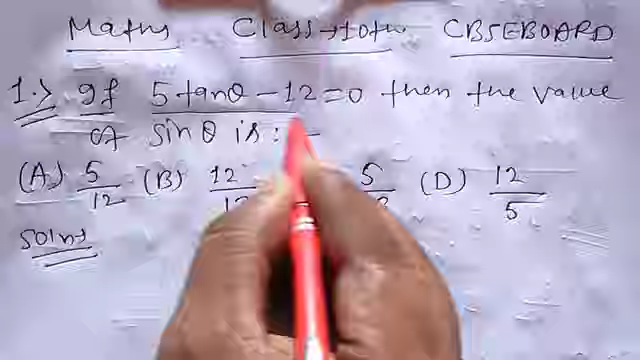 Maths Class→10th CBSEBOARD
1.> If 5tanθ-12=0 then the value
of sinθ is:-
(A) 5/12 (B) 12/ 5/ (D) 12/5
Soln: